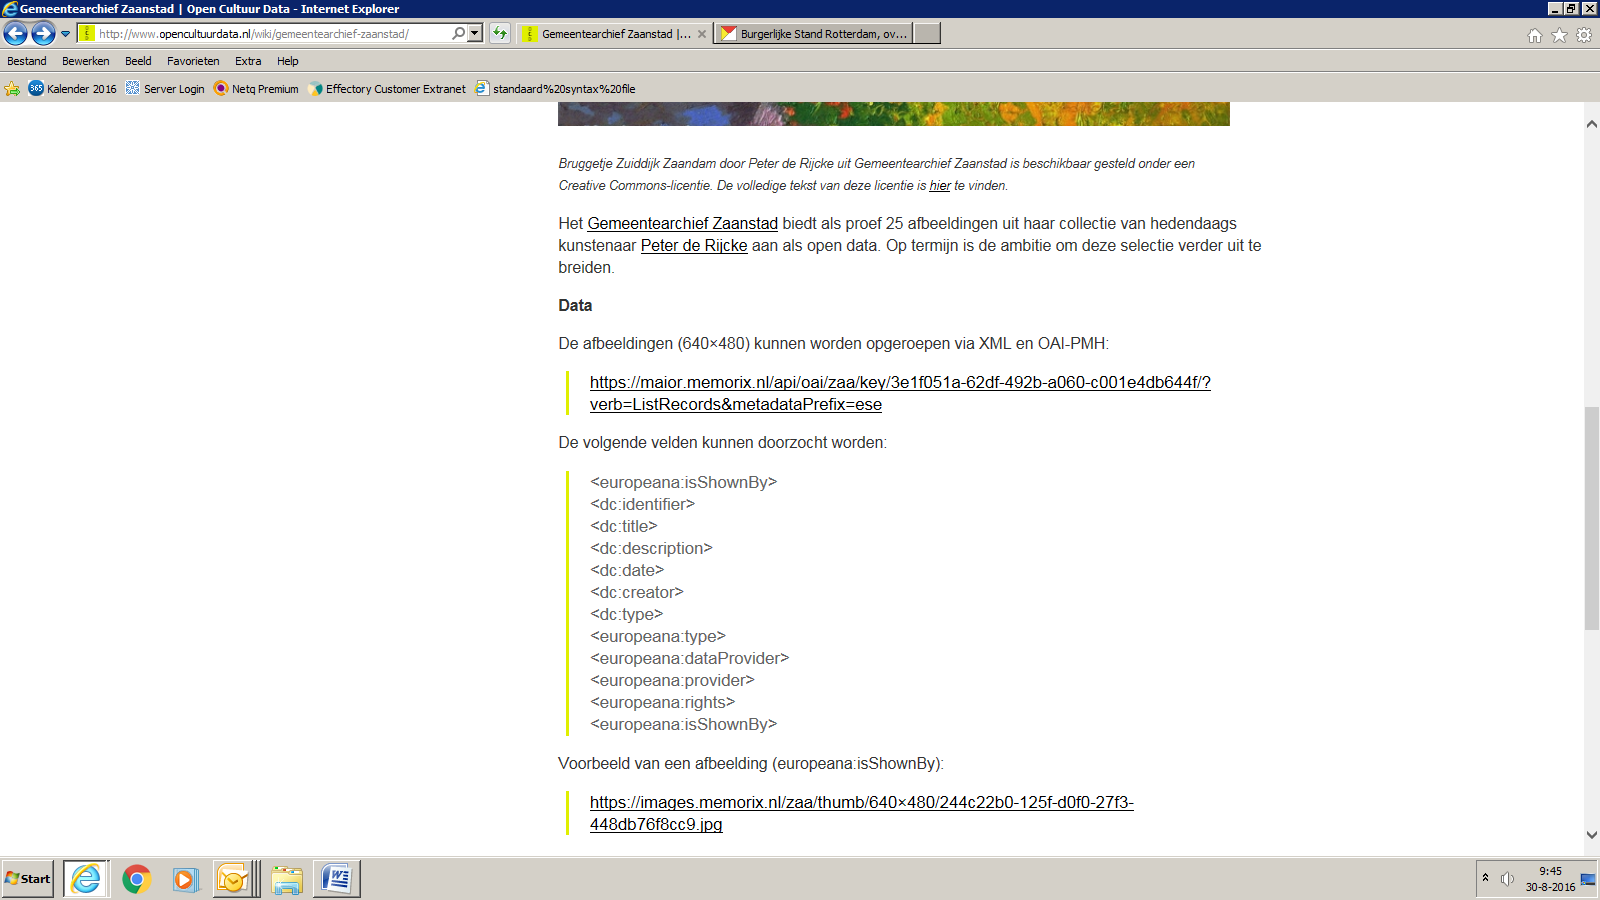 Gemeentearchief Zaanstad | Open Cultuur Data - Internet Explorer
http://www.opencultuurdata.nl/wiki/gemeentearchief-zaanstad/
Gemeentearchief Zaanstad |...
Burgerlijke Stand Rotterdam, ov...
Bestand Bewerken Beeld Favorieten Extra Help
365 Kalender 2016 Server Login Netq Premium Effectory Customer Extranet standaard%20syntax%20file
Bruggetje Zuiddijk Zaandam door Peter de Rijcke uit Gemeentearchief Zaanstad is beschikbaar gesteld onder een
Creative Commons-licentie. De volledige tekst van deze licentie is hier te vinden.
Het Gemeentearchief Zaanstad biedt als proef 25 afbeeldingen uit haar collectie van hedendaags
kunstenaar Peter de Rijcke aan als open data. Op termijn is de ambitie om deze selectie verder uit te
breiden.
Data
De afbeeldingen (640×480) kunnen worden opgeroepen via XML en OAI-PMH:
https://maior.memorix.nl/api/oai/zaa/key/3e1f051a-62df-492b-a060-c001e4db644f/?
verb=ListRecords&metadataPrefix=ese
De volgende velden kunnen doorzocht worden:
<europeana:isShownBy>
<dc:identifier>
<dc:title>
<dc:description>
<dc:date>
<dc:creator>
<dc:type>
<europeana:type>
<europeana:dataProvider>
<europeana:provider>
<europeana:rights>
<europeana:isShownBy>
Voorbeeld van een afbeelding (europeana:isShownBy):
https://images.memorix.nl/zaa/thumb/640×480/244c22b0-125f-d0f0-27f3-
448db76f8cc9.jpg
Start
9:45
30-8-2016